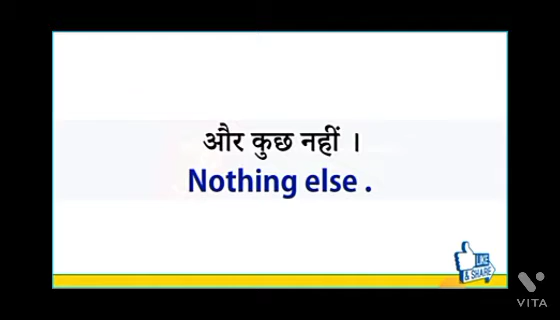 और कुछ नहीं ।
Nothing else .
LIKE
& SHARE
VITA